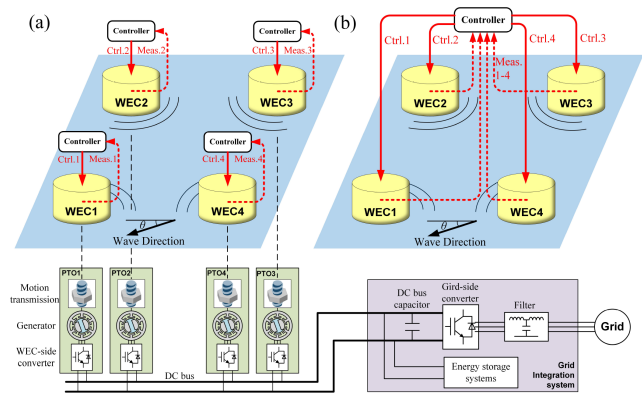 (a)
Controller
Ctrl.2 Meas.2
WEC2
Controller
Ctrl.3 Meas.3
WEC3
Controller
Ctrl.1 Meas.1
WEC1
Controller
Ctrl.4 Meas.4
WEC4
θ
Wave Direction
(b)
Controller
Ctrl.1
Ctrl.2
Meas.
1-4
Ctrl.4
Ctrl.3
WEC2
WEC3
WEC1
WEC4
θ
Wave Direction
PTO1
PTO2
PTO4
PTO3
Motion
transmission
Generator
WEC-side
converter
DC bus
DC bus
capacitor
Gird-side
converter
Filter
Grid
Energy storage
systems
Grid
Integration
system